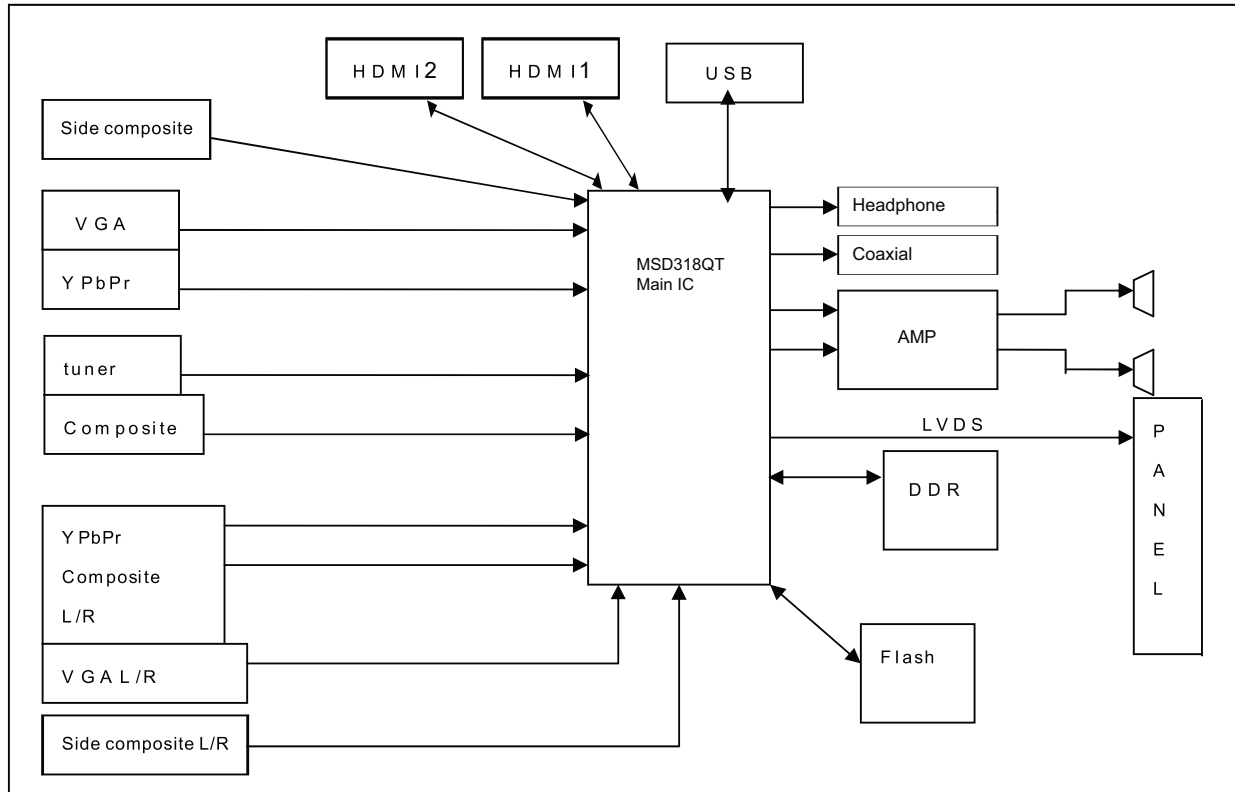 HDMI2
HDMI1
USB
Side composite
VGA
YPbPr
tuner
Composite
YPbPr
Composite
L/R
VGA L/R
Side composite L/R
MSD318QT
Main IC
Headphone
Coaxial
AMP
LVDS
DDR
Flash
PANEL